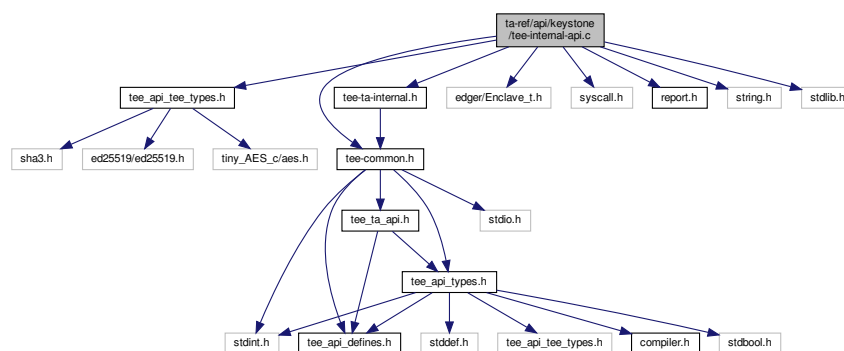 ta-ref/api/keystone
/tee-internal-api.c
tee_api_tee_types.h
tee-ta-internal.h
edger/Enclave_t.h
syscall.h
report.h
string.h
stdlib.h
sha3.h
ed25519/ed25519.h
tiny_AES_c/aes.h
tee-common.h
tee_ta_api.h
stdio.h
tee_api_types.h
stdint.h
tee_api_defines.h
stddef.h
tee_api_tee_types.h
compiler.h
stdbool.h